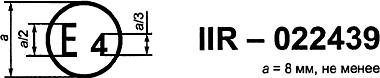 a
a/2
E 4
a/3
IIR – 022439
a = 8 мм, не менее